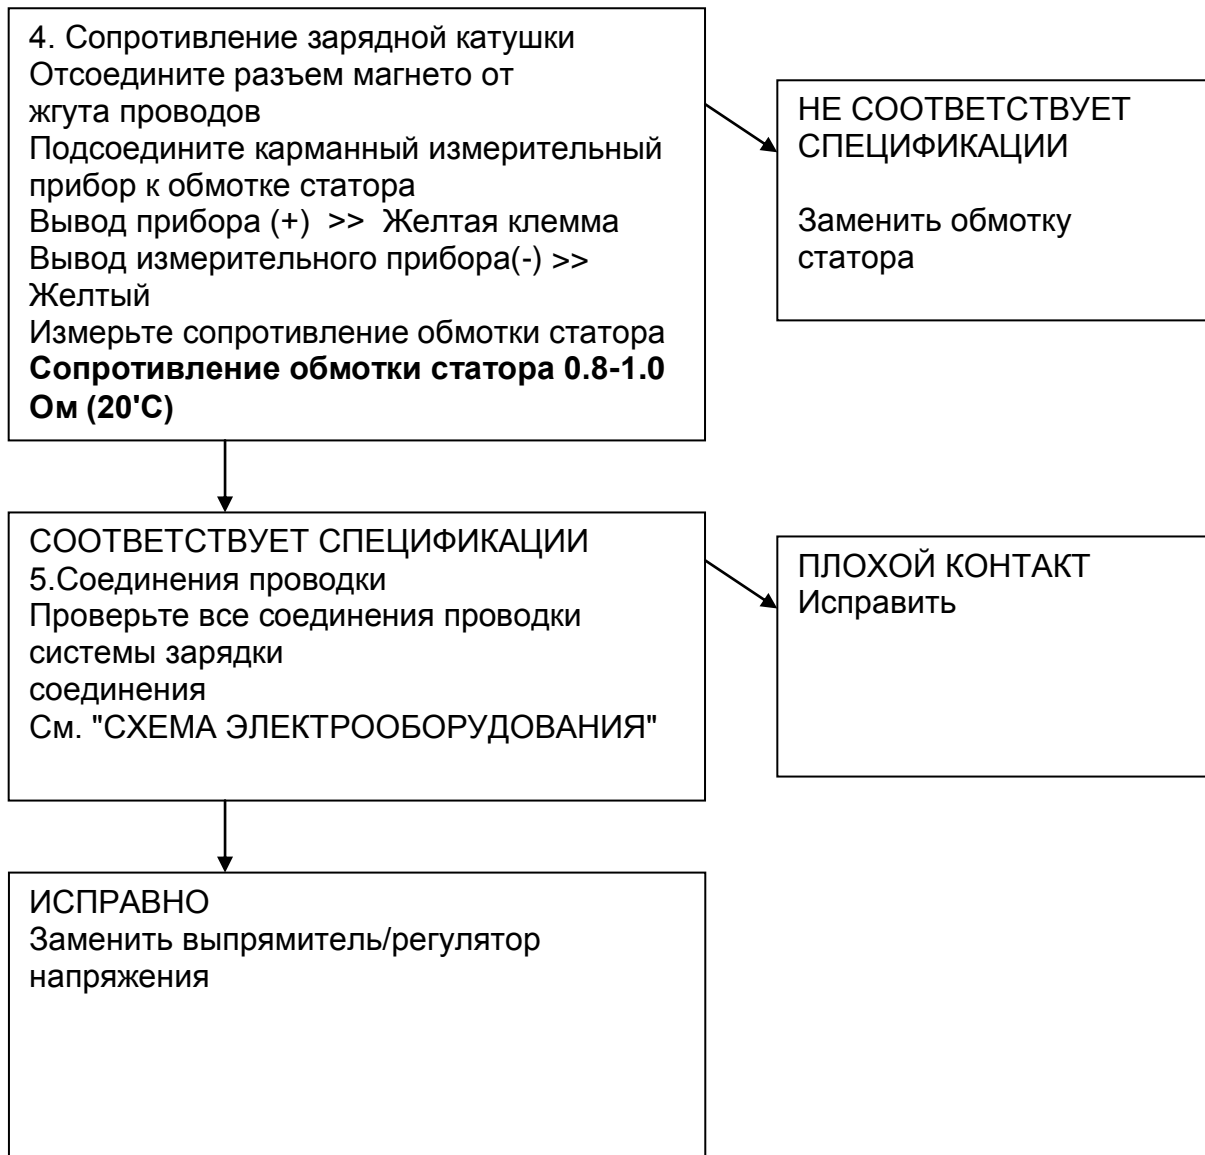 4. Сопротивление зарядной катушки
Отсоедините разъем магнето от
жгута проводов
Подсоедините карманный измерительный
прибор к обмотке статора
Вывод прибора (+) >> Желтая клемма
Вывод измерительного прибора(-) >>
Желтый
Измерьте сопротивление обмотки статора
Сопротивление обмотки статора 0.8-1.0
Ом (20'С)
НЕ СООТВЕТСТВУЕТ
СПЕЦИФИКАЦИИ
Заменить обмотку
статора
СООТВЕТСТВУЕТ СПЕЦИФИКАЦИИ
5.Соединения проводки
Проверьте все соединения проводки
системы зарядки
соединения
См. "СХЕМА ЭЛЕКТРООБОРУДОВАНИЯ"
ПЛОХОЙ КОНТАКТ
Исправить
ИСПРАВНО
Заменить выпрямитель/регулятор
напряжения